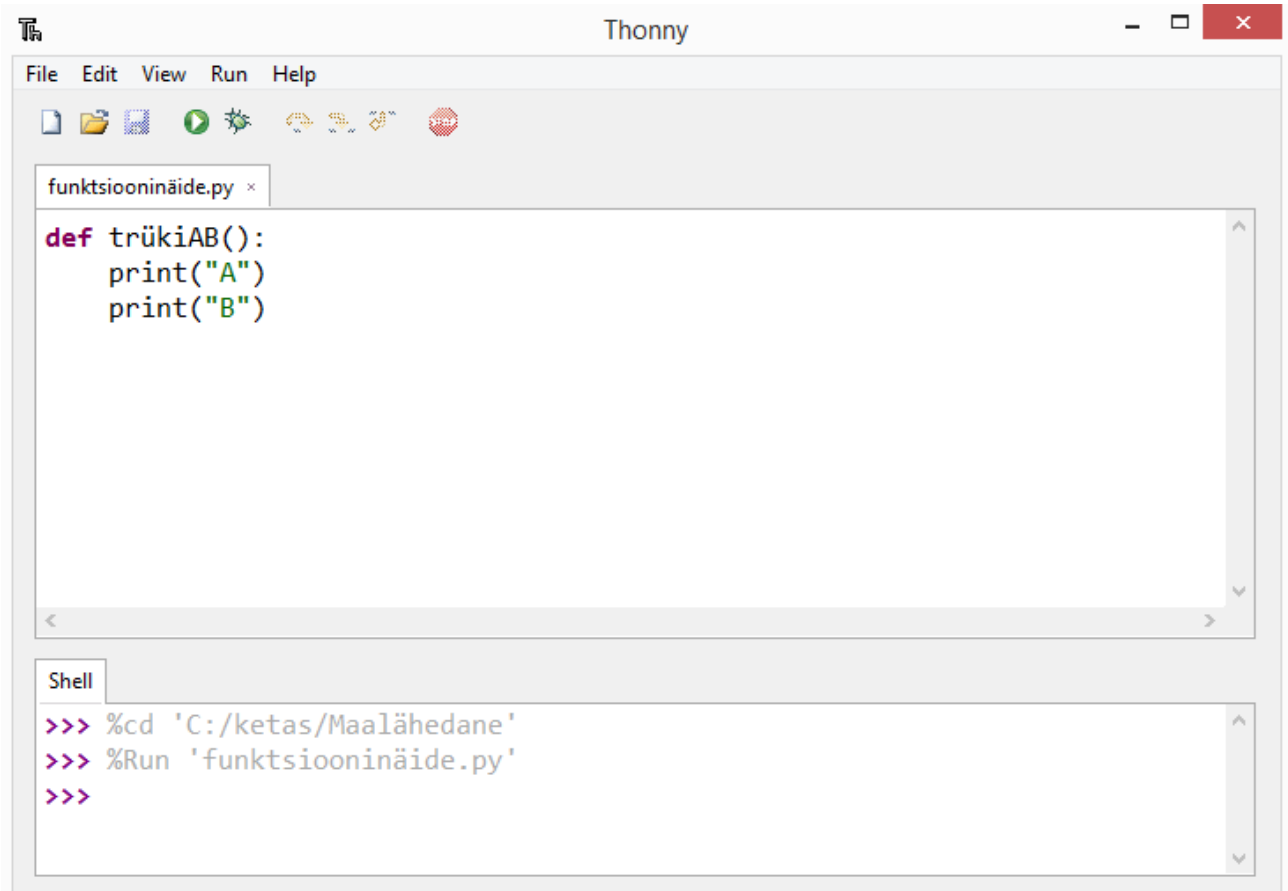 Thonny
File Edit View Run Help
funktsiooninäide.py ×
def trükiAB():
    print("A")
    print("B")
Shell
>>> %cd 'C:/ketas/Maalähedane'
>>> %Run 'funktsiooninäide.py'
>>>